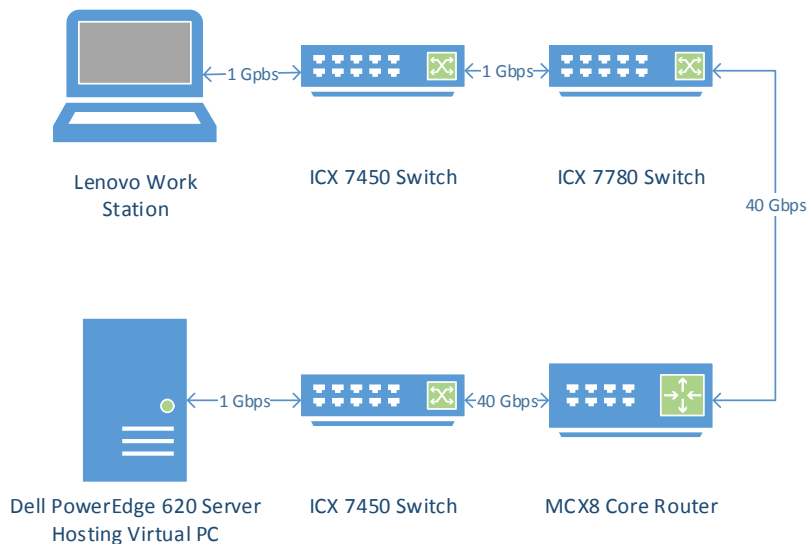 1 Gpbs
1 Gbps
Lenovo Work
Station
ICX 7450 Switch
ICX 7780 Switch
40 Gbps
1 Gbps
40 Gbps
Dell PowerEdge 620 Server
Hosting Virtual PC
ICX 7450 Switch
MCX8 Core Router